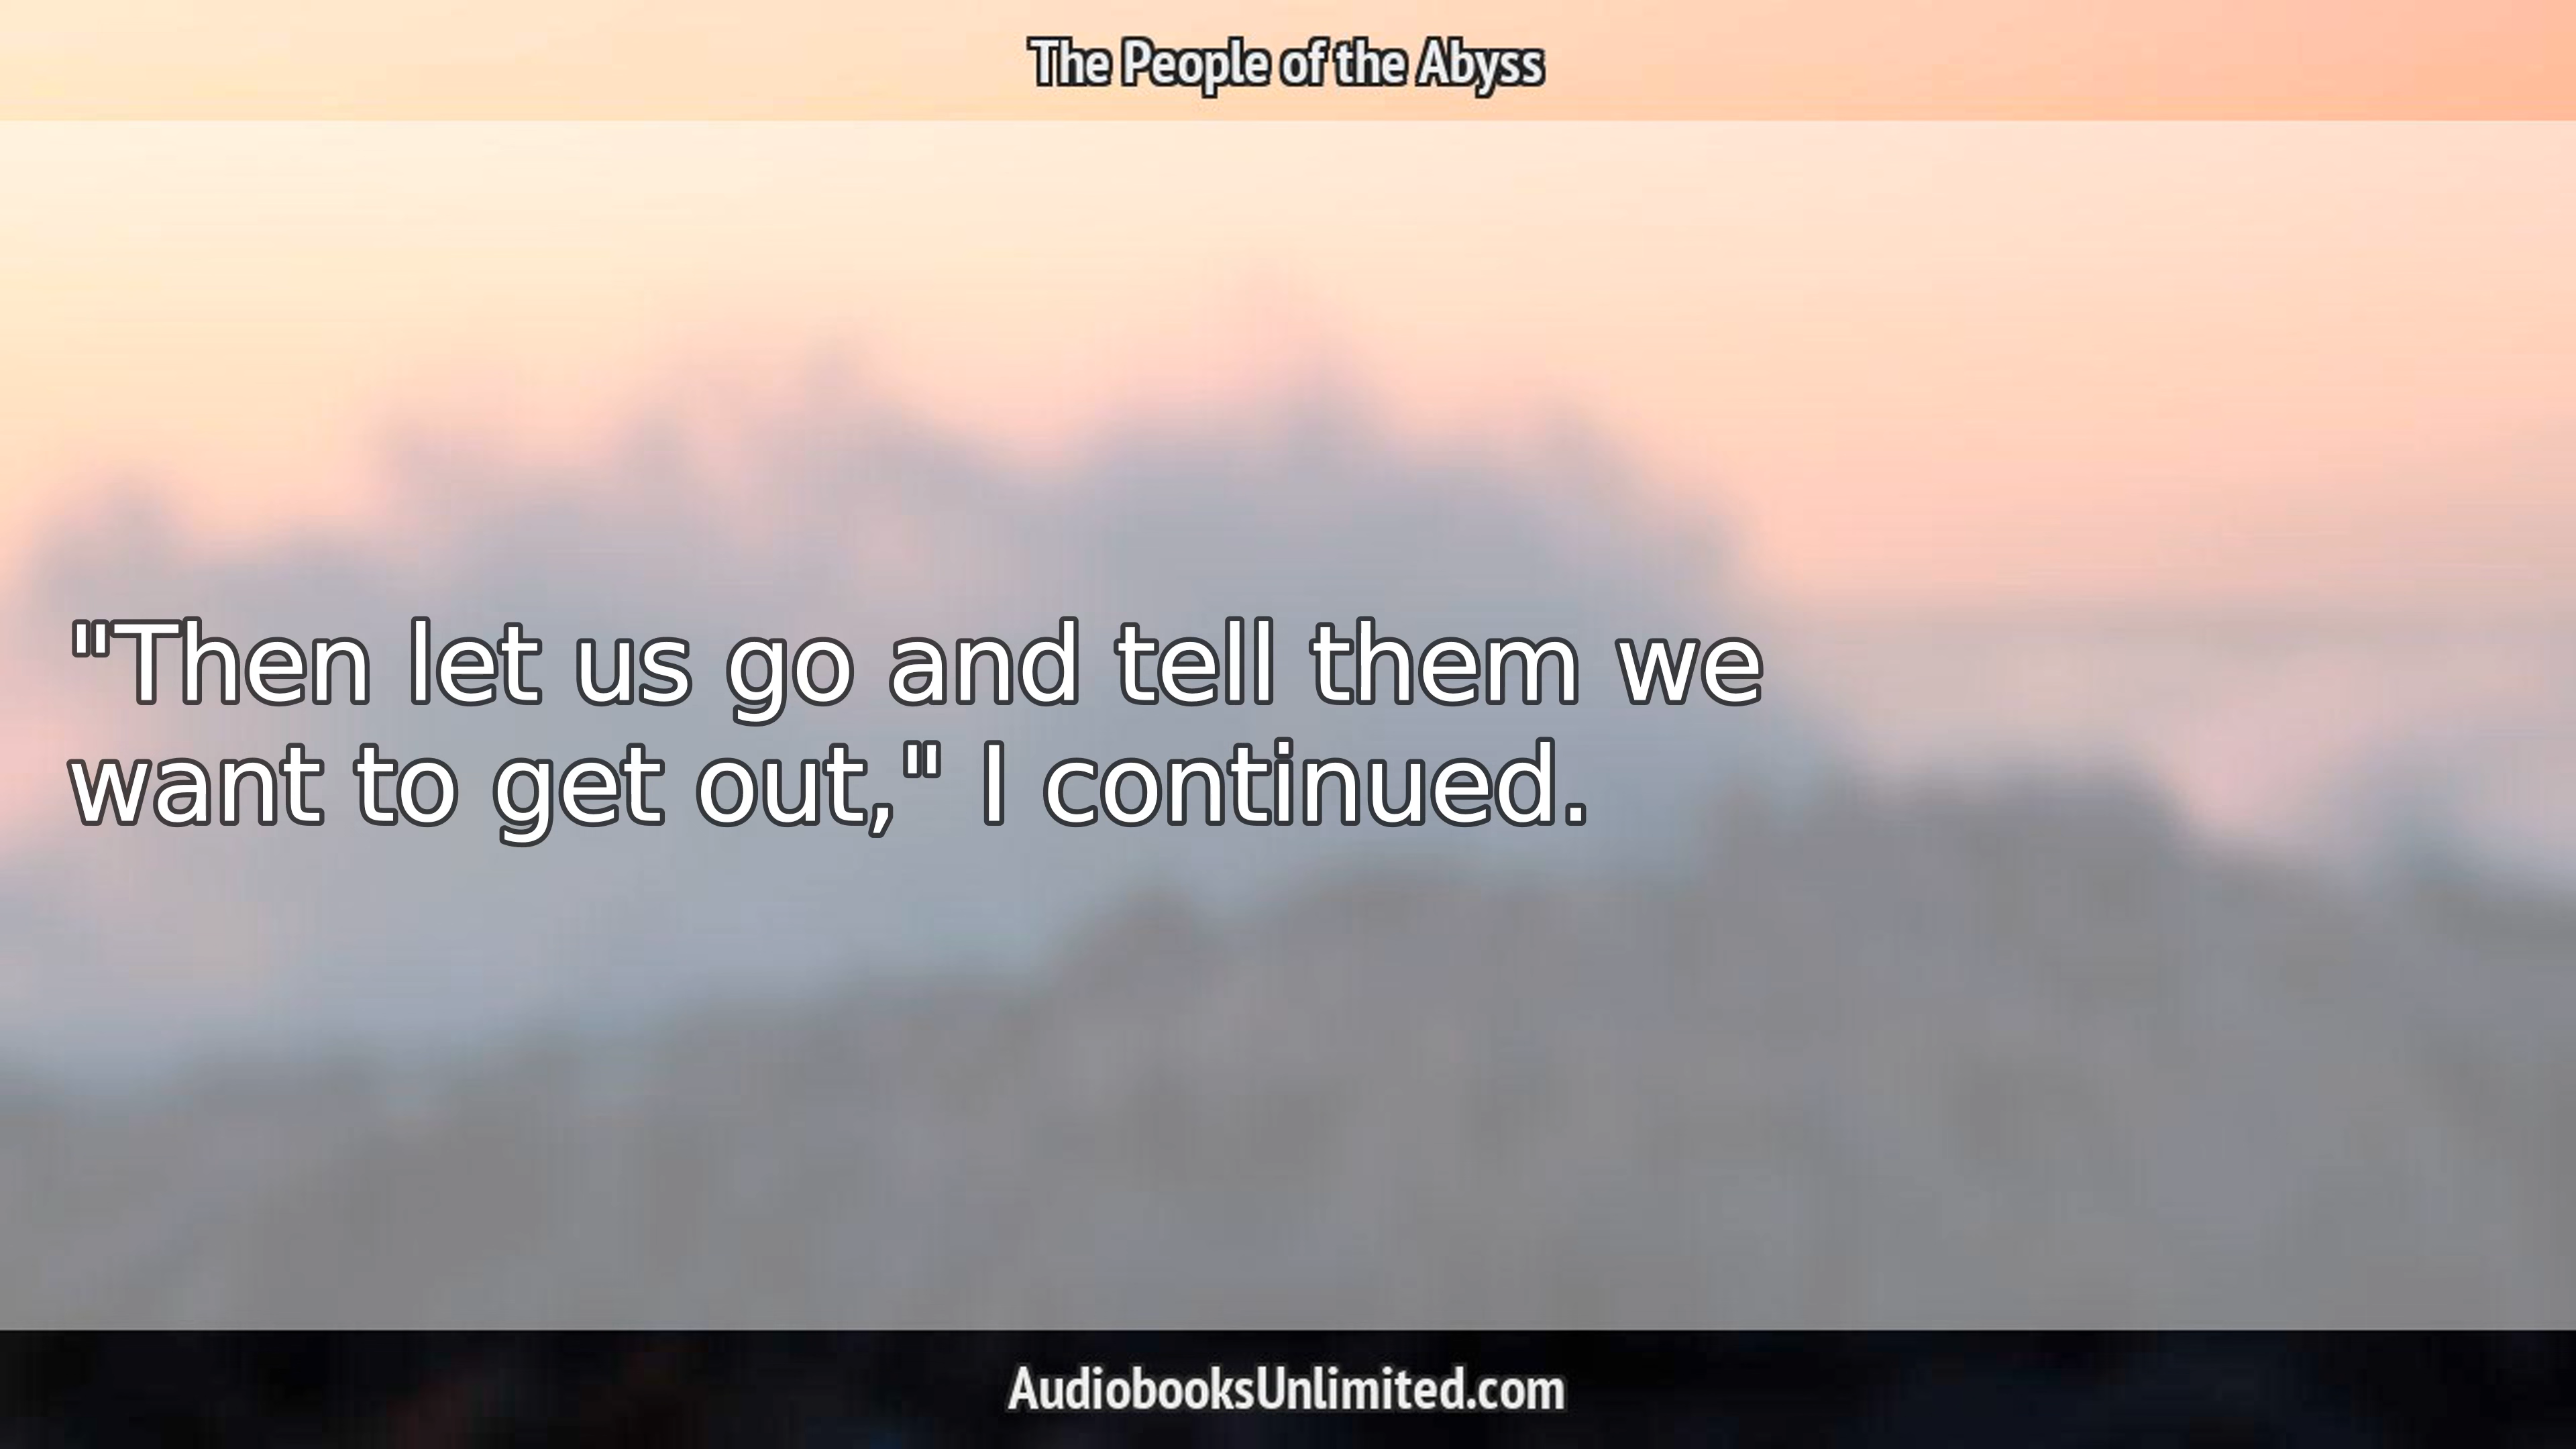 The People of the Abyss
"Then let us go and tell them we
want to get out," I continued.
AudiobooksUnlimited.com